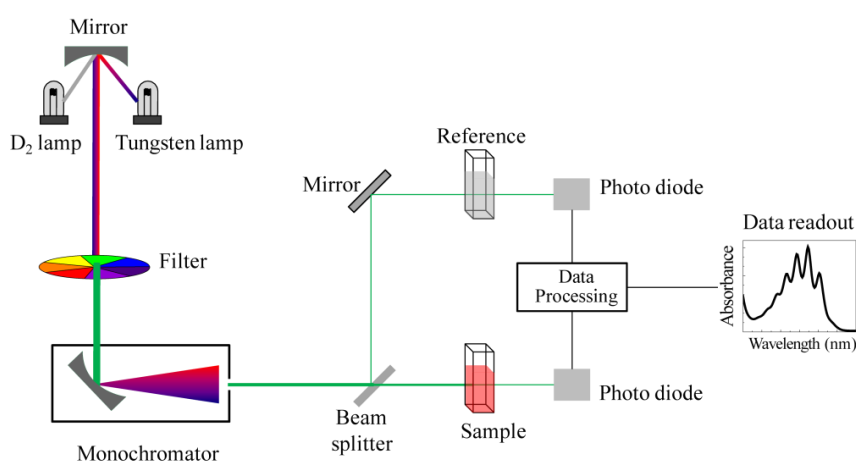 Mirror
D₂ lamp
Tungsten lamp
Filter
Monochromator
Mirror
Reference
Photo diode
Beam
splitter
Sample
Photo diode
Data
Processing
Data readout
Absorbance
Wavelength (nm)